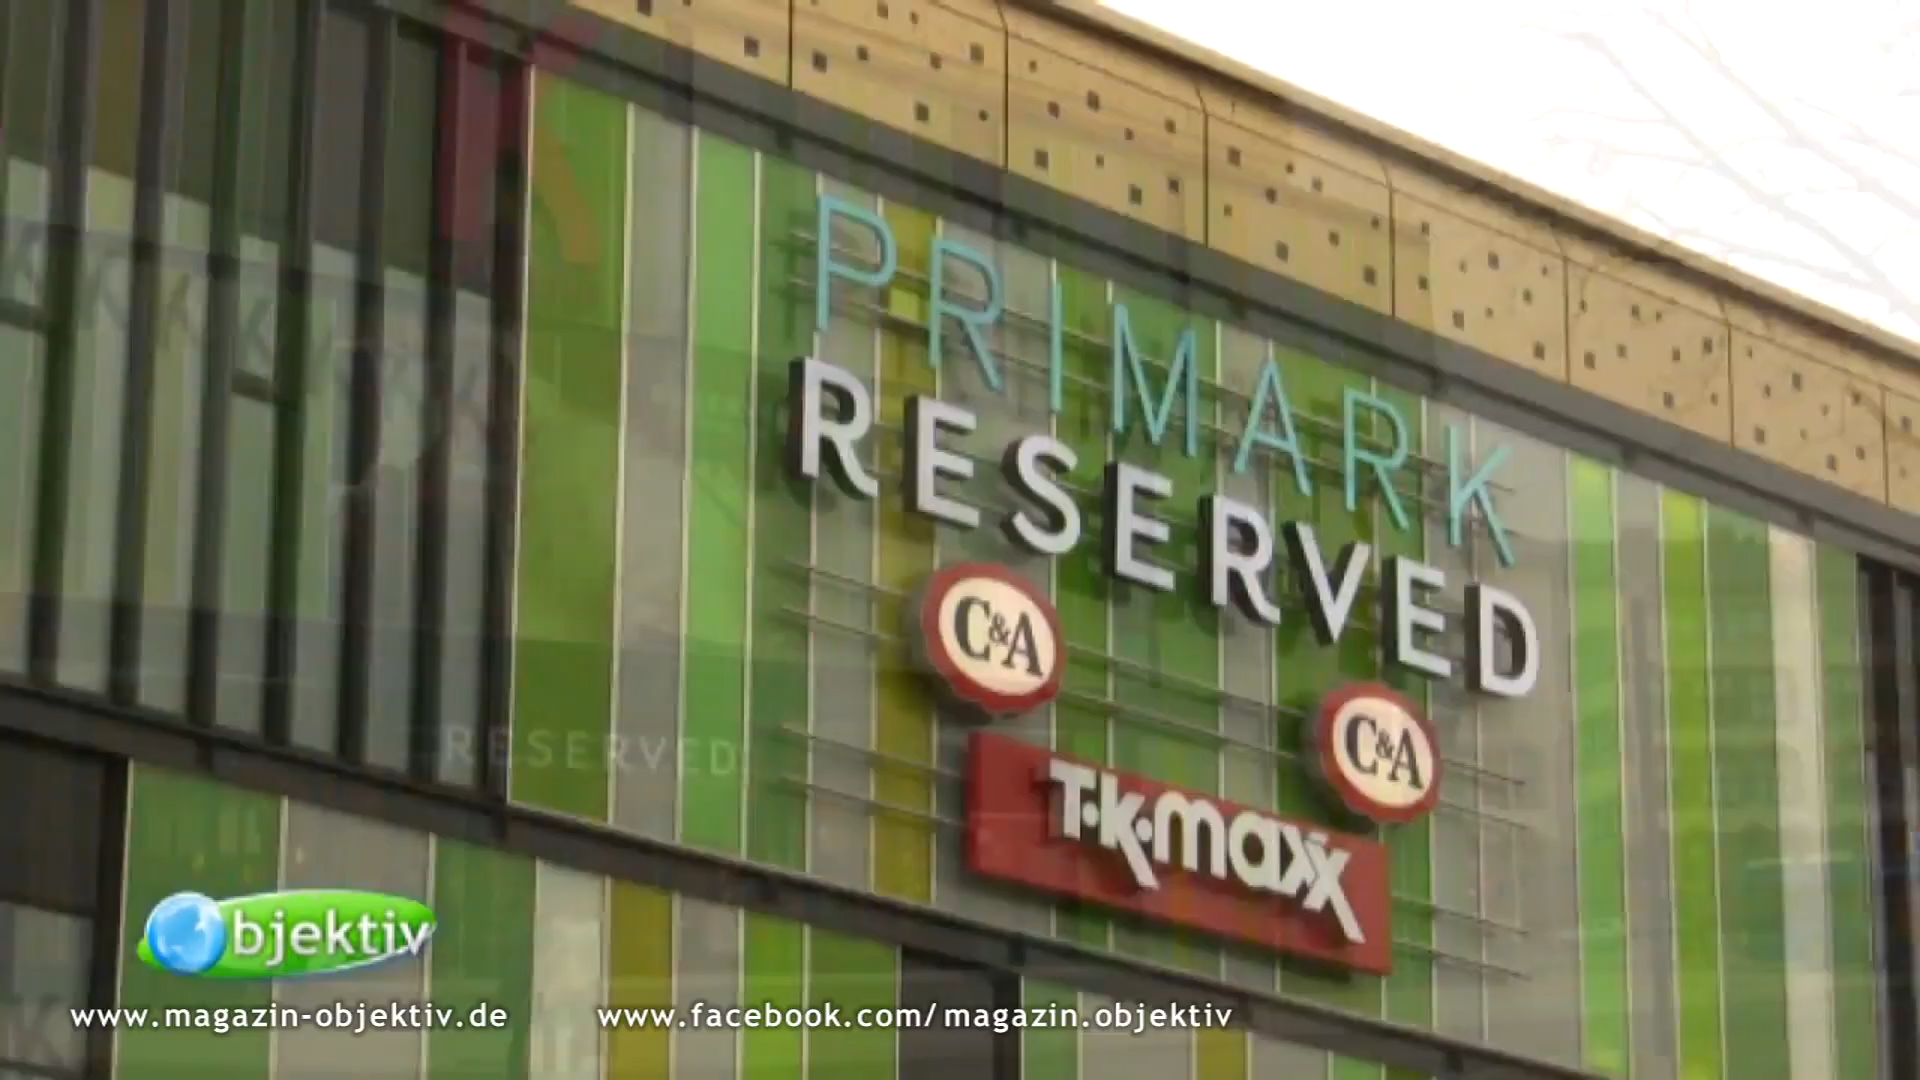 PRIMARK
RESERVED
C&A
C&A
T·K·maxx
RESERVED
bjektiv
www.magazin-objektiv.de
www.facebook.com/magazin.objektiv